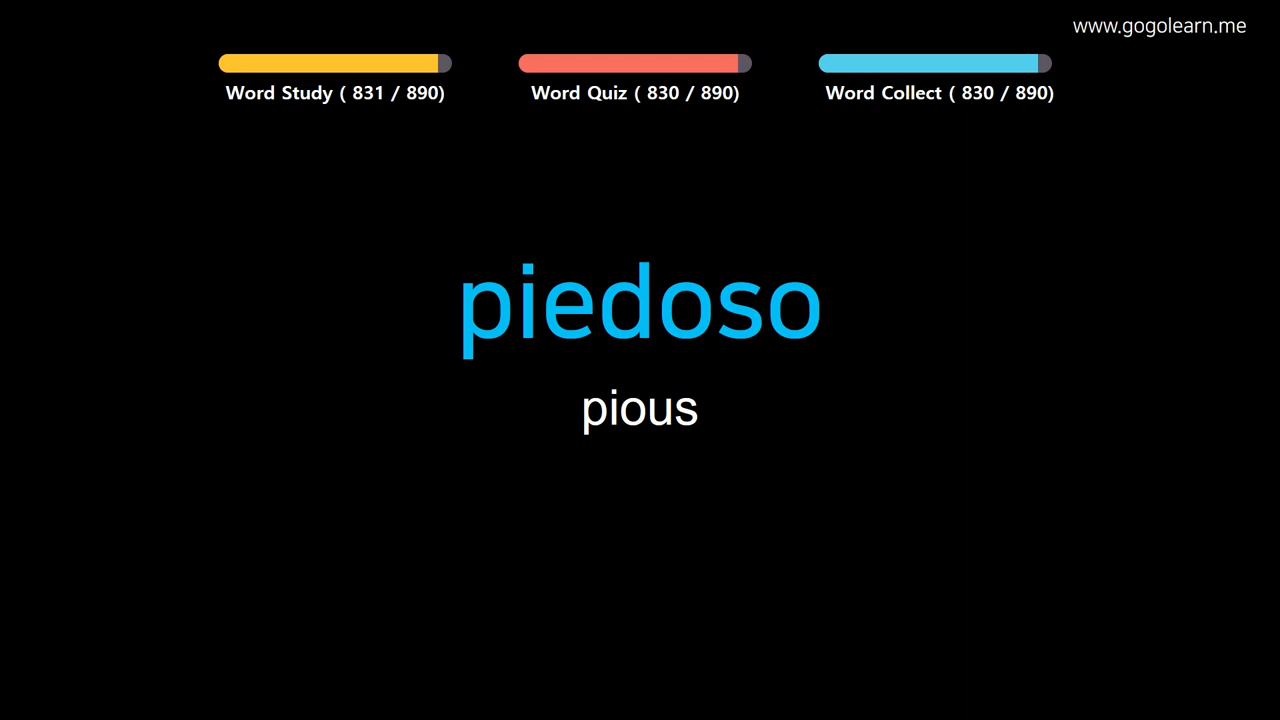 www.gogolearn.me
Word Study ( 831 / 890)
Word Quiz ( 830 / 890)
Word Collect ( 830 / 890)
piedoso
pious